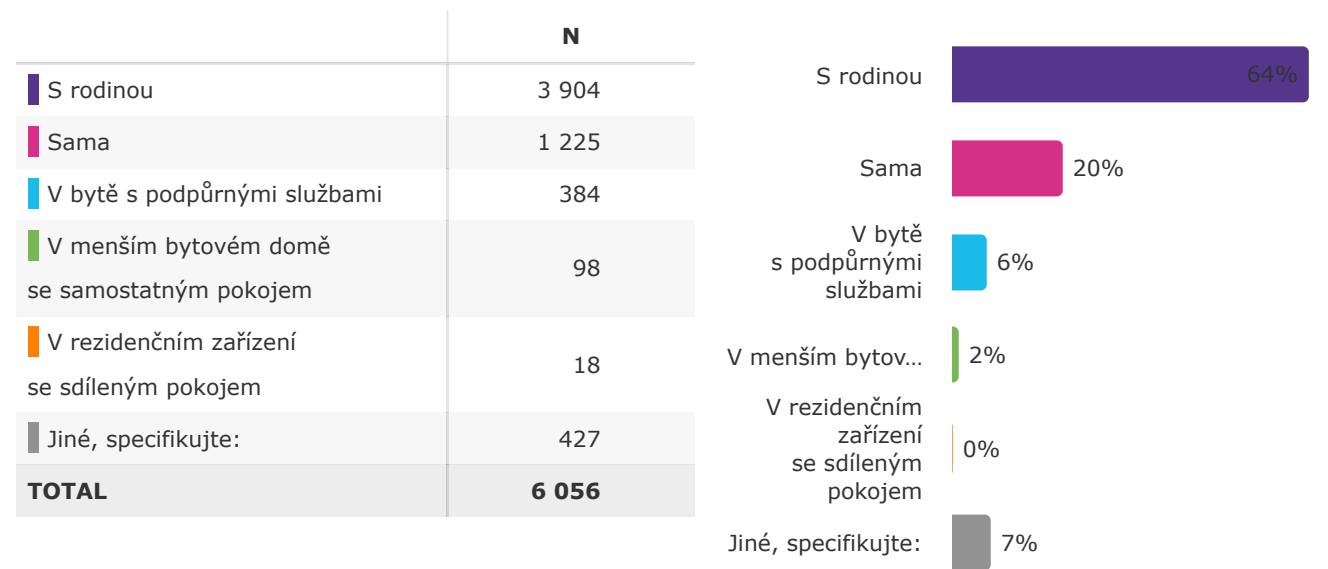 N
S rodinou 3 904
Sama 1 225
V bytě s podpůrnými službami 384
V menším bytovém domě
se samostatným pokojem
98
V rezidenčním zařízení
se sdíleným pokojem
18
Jiné, specifikujte: 427
TOTAL 6 056
S rodinou 64%
Sama 20%
V bytě
s podpůrnými
službami
6%
V menším bytov… 2%
V rezidenčním
zařízení
se sdíleným
pokojem
0%
Jiné, specifikujte: 7%